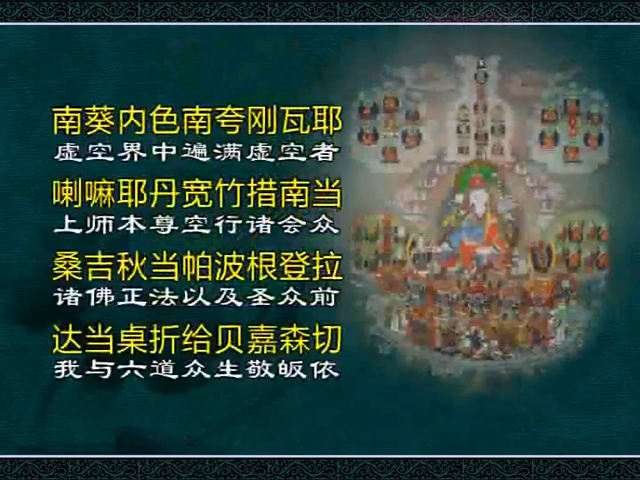 南葵内色南夸刚瓦耶
虚空界中遍满虚空者
喇嘛耶丹宽竹措南当
上师本尊空行诸会众
桑吉秋当帕波根登拉
诸佛正法以及圣众前
达当桌折给贝嘉森切
我与六道众生敬皈依